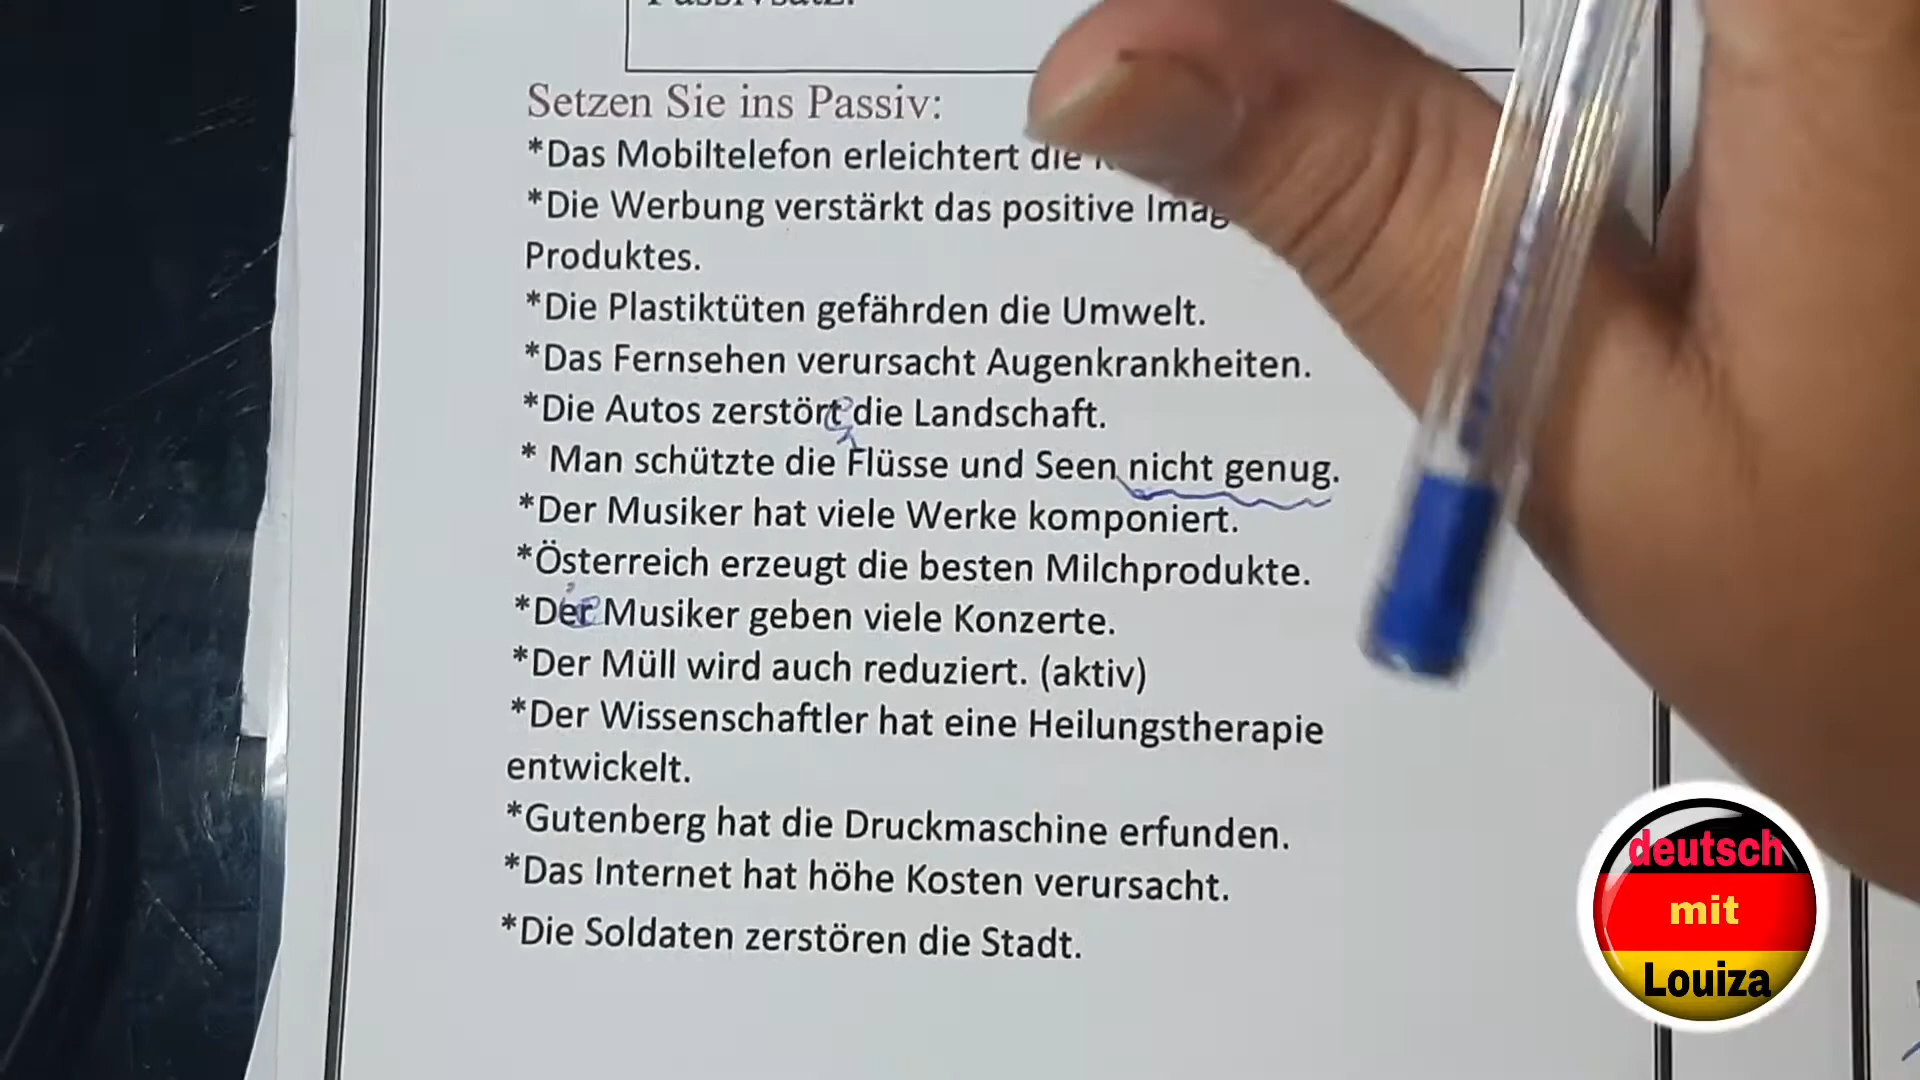 Passivsatz.
Setzen Sie ins Passiv:
*Das Mobiltelefon erleichtert die
*Die Werbung verstärkt das positive
Produktes.
*Die Plastiktüten gefährden die Umwelt.
*Das Fernsehen verursacht Augenkrankheiten.
*Die Autos zerstört die Landschaft.
* Man schützte die Flüsse und Seen nicht genug.
*Der Musiker hat viele Werke komponiert.
*Österreich erzeugt die besten Milchprodukte.
*Der Musiker geben viele Konzerte.
*Der Müll wird auch reduziert. (aktiv)
*Der Wissenschaftler hat eine Heilungstherapie
entwickelt.
*Gutenberg hat die Druckmaschine erfunden.
*Das Internet hat höhe Kosten verursacht.
*Die Soldaten zerstören die Stadt.
deutsch
mit
Louiza